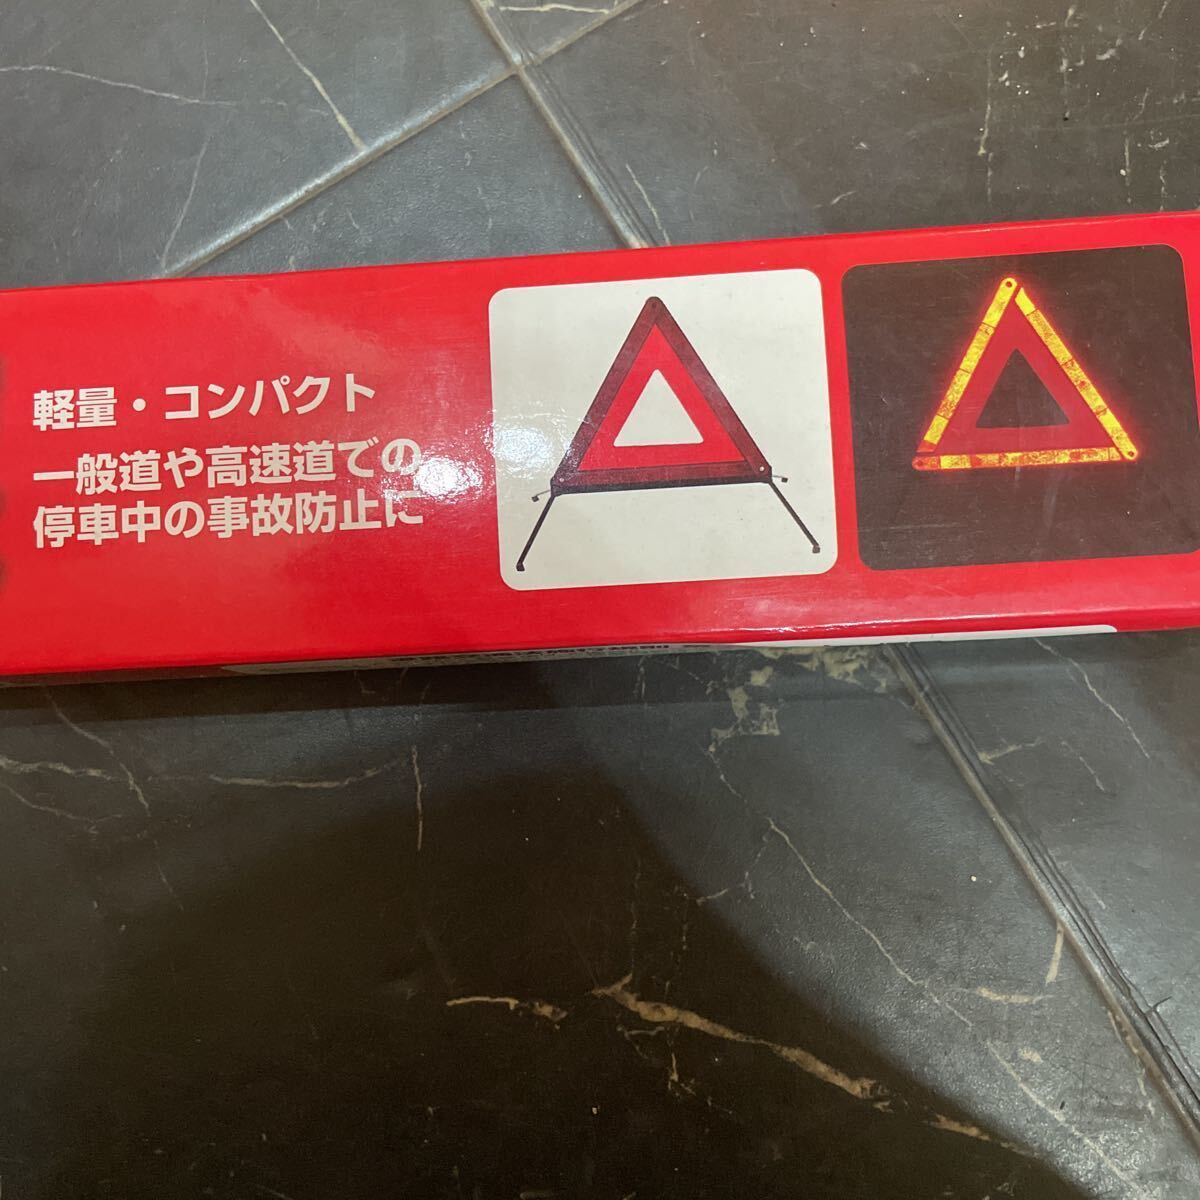 軽量・コンパクト
一般道や高速道での
停車中の事故防止に